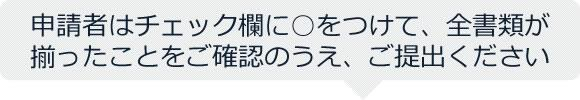 申請者はチェック欄に○をつけて、全書類が
揃ったことをご確認のうえ、ご提出ください